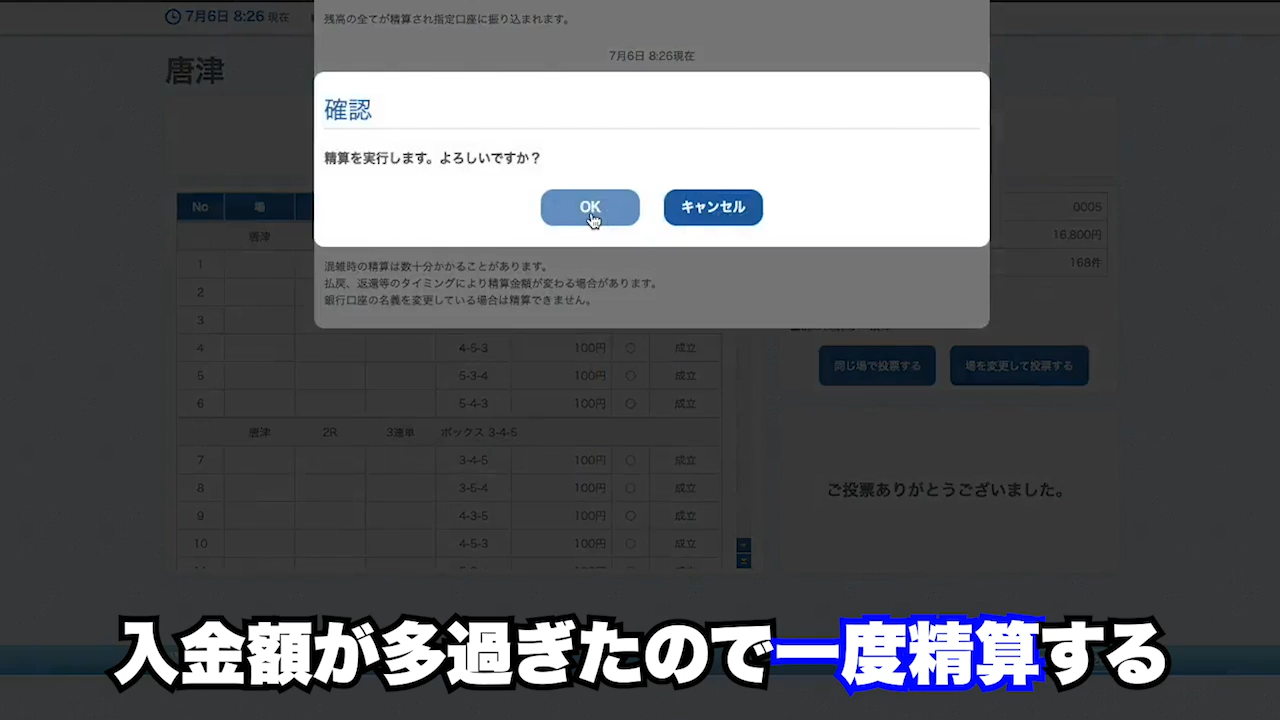 7月6日 8:26 現在
残高の全てが精算され指定口座に振り込まれます。
7月6日 8:26現在
唐津
確認
精算を実行します。よろしいですか？
OK
キャンセル
混雑時の精算は数十分かかることがあります。
払戻、返還等のタイミングにより精算金額が変わる場合があります。
銀行口座の名義を変更している場合は精算できません。
No 場
唐津
1
2
3
4 4-5-3 100円 ○ 成立
5 5-3-4 100円 ○ 成立
6 5-4-3 100円 ○ 成立
唐津 2R 3連単 ボックス 3-4-5
7 3-4-5 100円 ○ 成立
8 3-5-4 100円 ○ 成立
9 4-3-5 100円 ○ 成立
10 4-5-3 100円 ○ 成立
0005
16,800円
168件
同じ場で投票する
場を変更して投票する
ご投票ありがとうございました。
入金額が多過ぎたので一度精算する